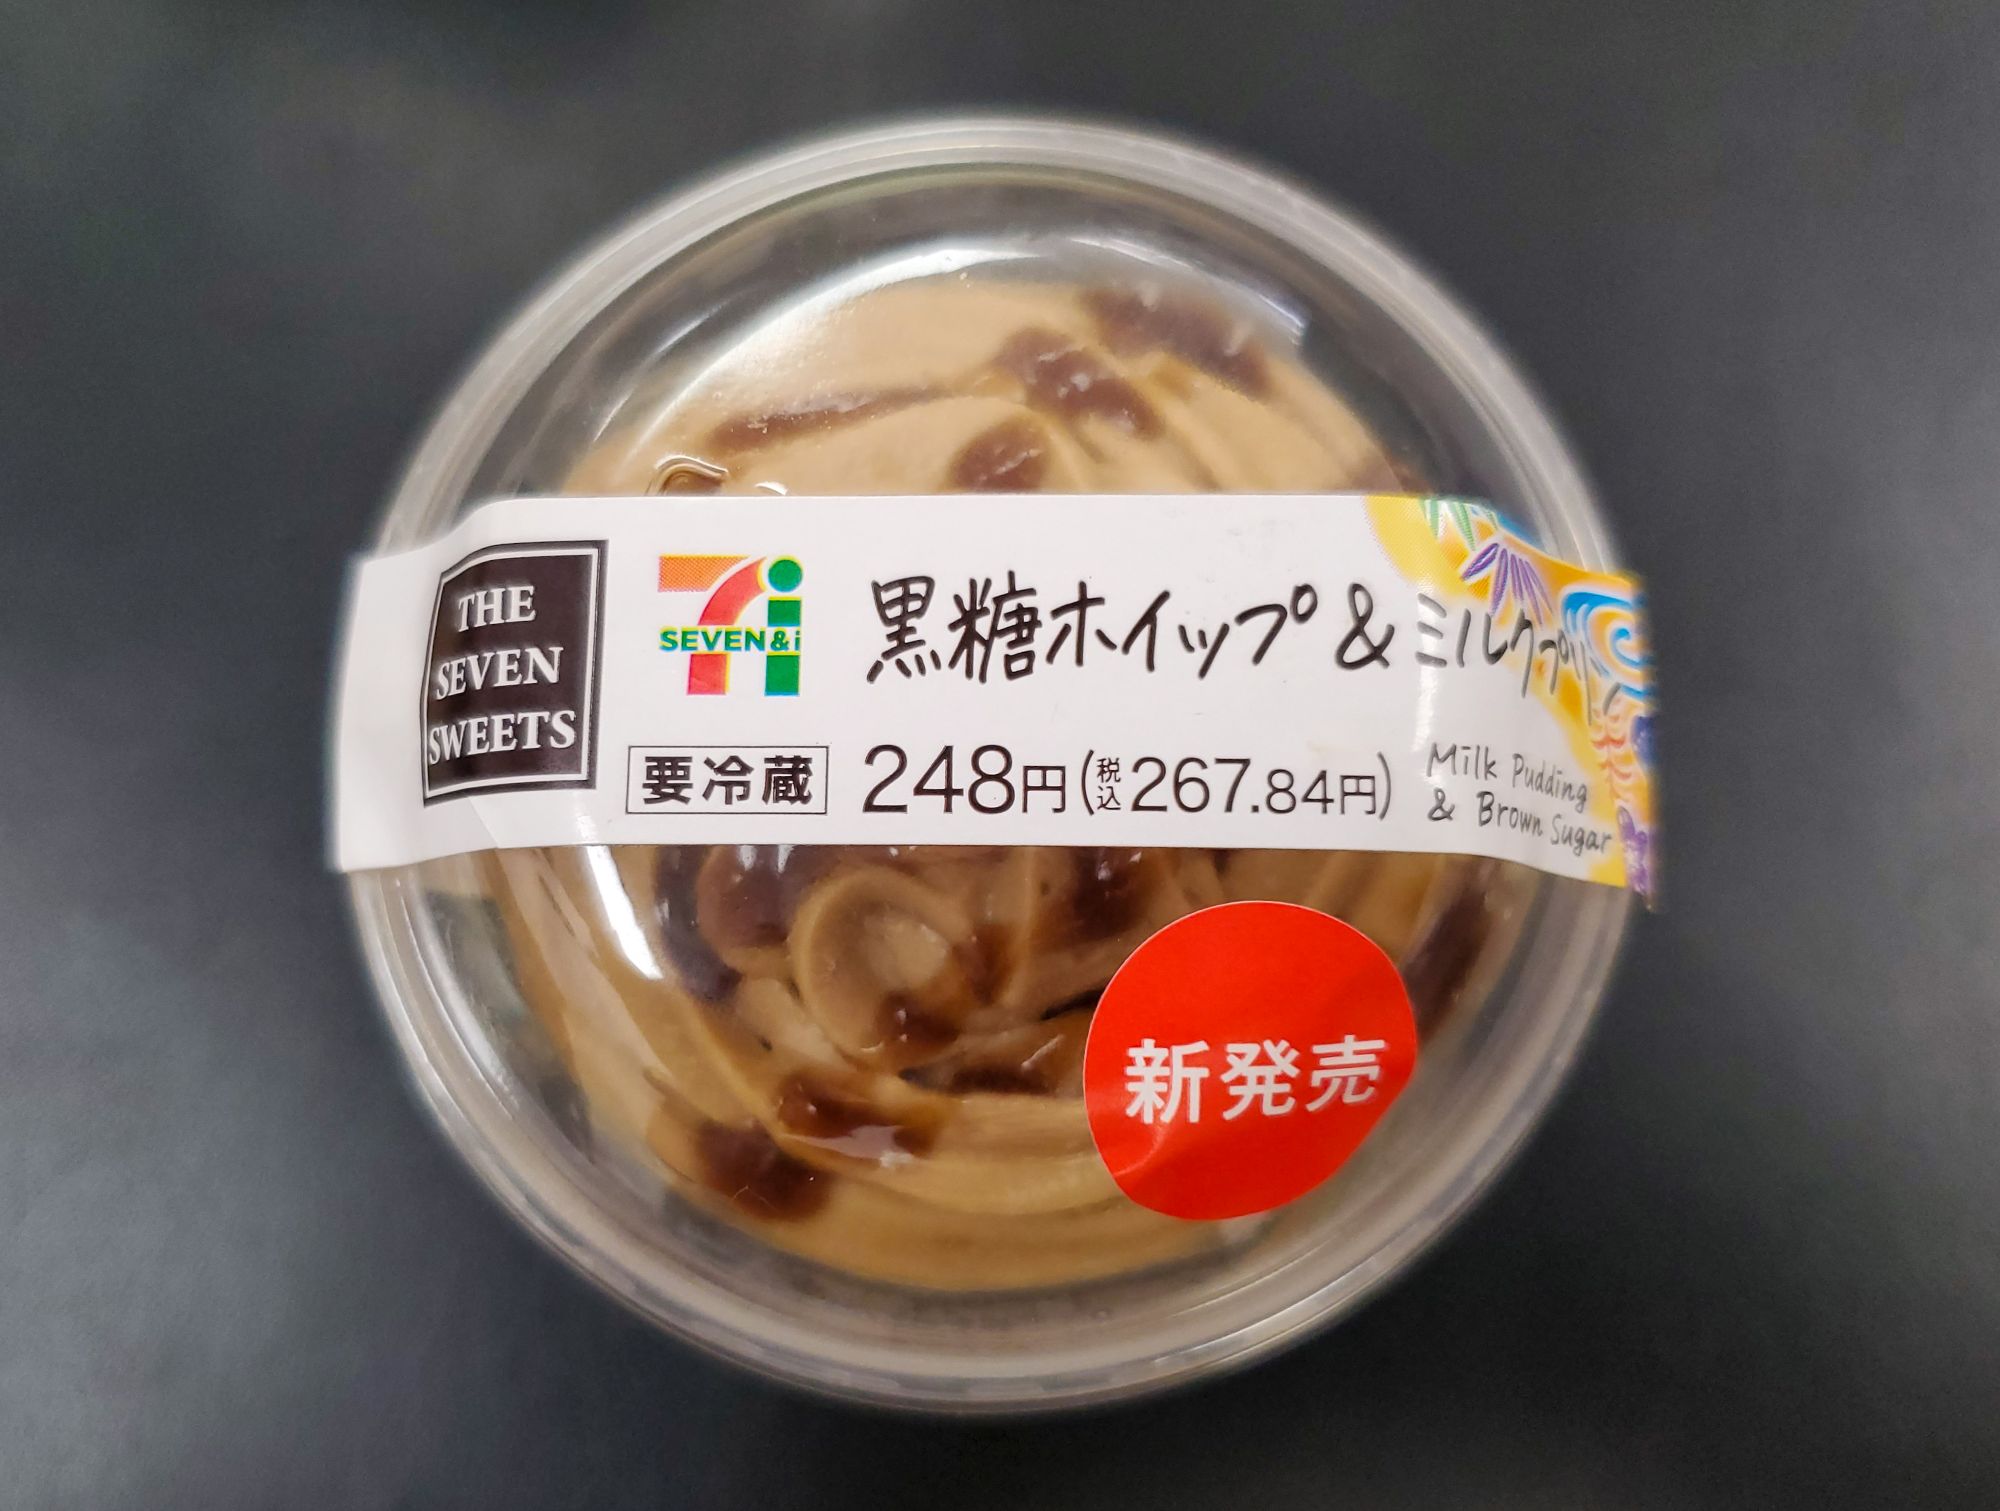 THE
SEVEN
SWEETS
SEVEN&i
黒糖ホイップ&ミルクプリン
要冷蔵
248円(税込267.84円)
Milk Pudding
& Brown Sugar
新発売